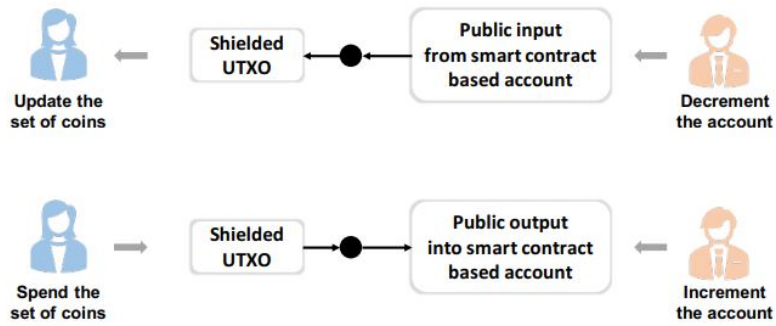 Shielded
UTXO
Public input
from smart contract
based account
Update the
set of coins
Decrement
the account
Shielded
UTXO
Public output
into smart contract
based account
Spend the
set of coins
Increment
the account